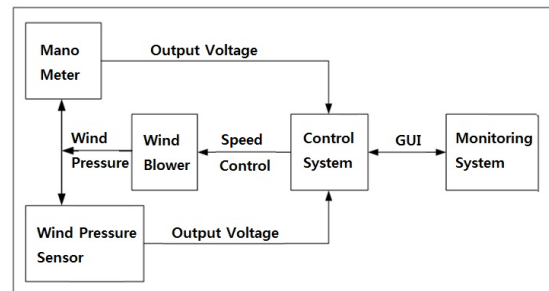 Mano
Meter
Output Voltage
Wind
Pressure
Wind
Blower
Speed
Control
Control
System
GUI
Monitoring
System
Wind Pressure
Sensor
Output Voltage